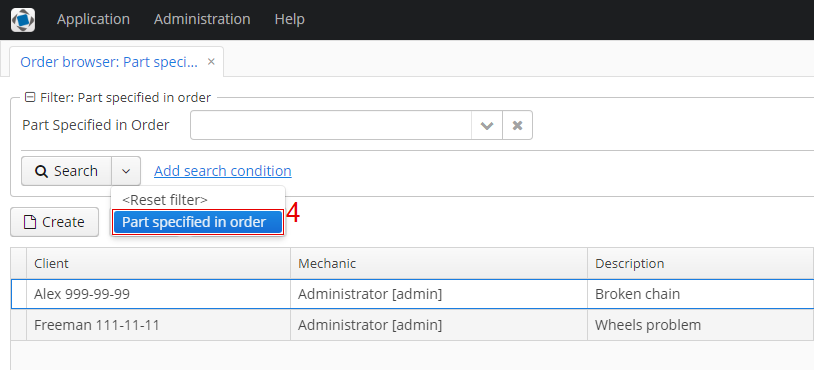 Application Administration Help
Order browser: Part speci... ×
Filter: Part specified in order
Part Specified in Order
Search Add search condition
<Reset filter>
Part specified in order 4
Create
Client Mechanic Description
Alex 999-99-99 Administrator [admin] Broken chain
Freeman 111-11-11 Administrator [admin] Wheels problem